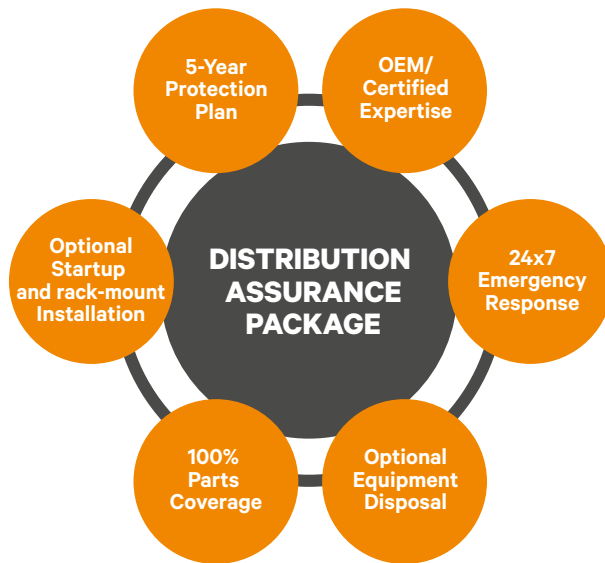 5-Year
Protection
Plan
OEM/
Certified
Expertise
Optional
Startup
and rack-mount
Installation
DISTRIBUTION
ASSURANCE
PACKAGE
24x7
Emergency
Response
100%
Parts
Coverage
Optional
Equipment
Disposal